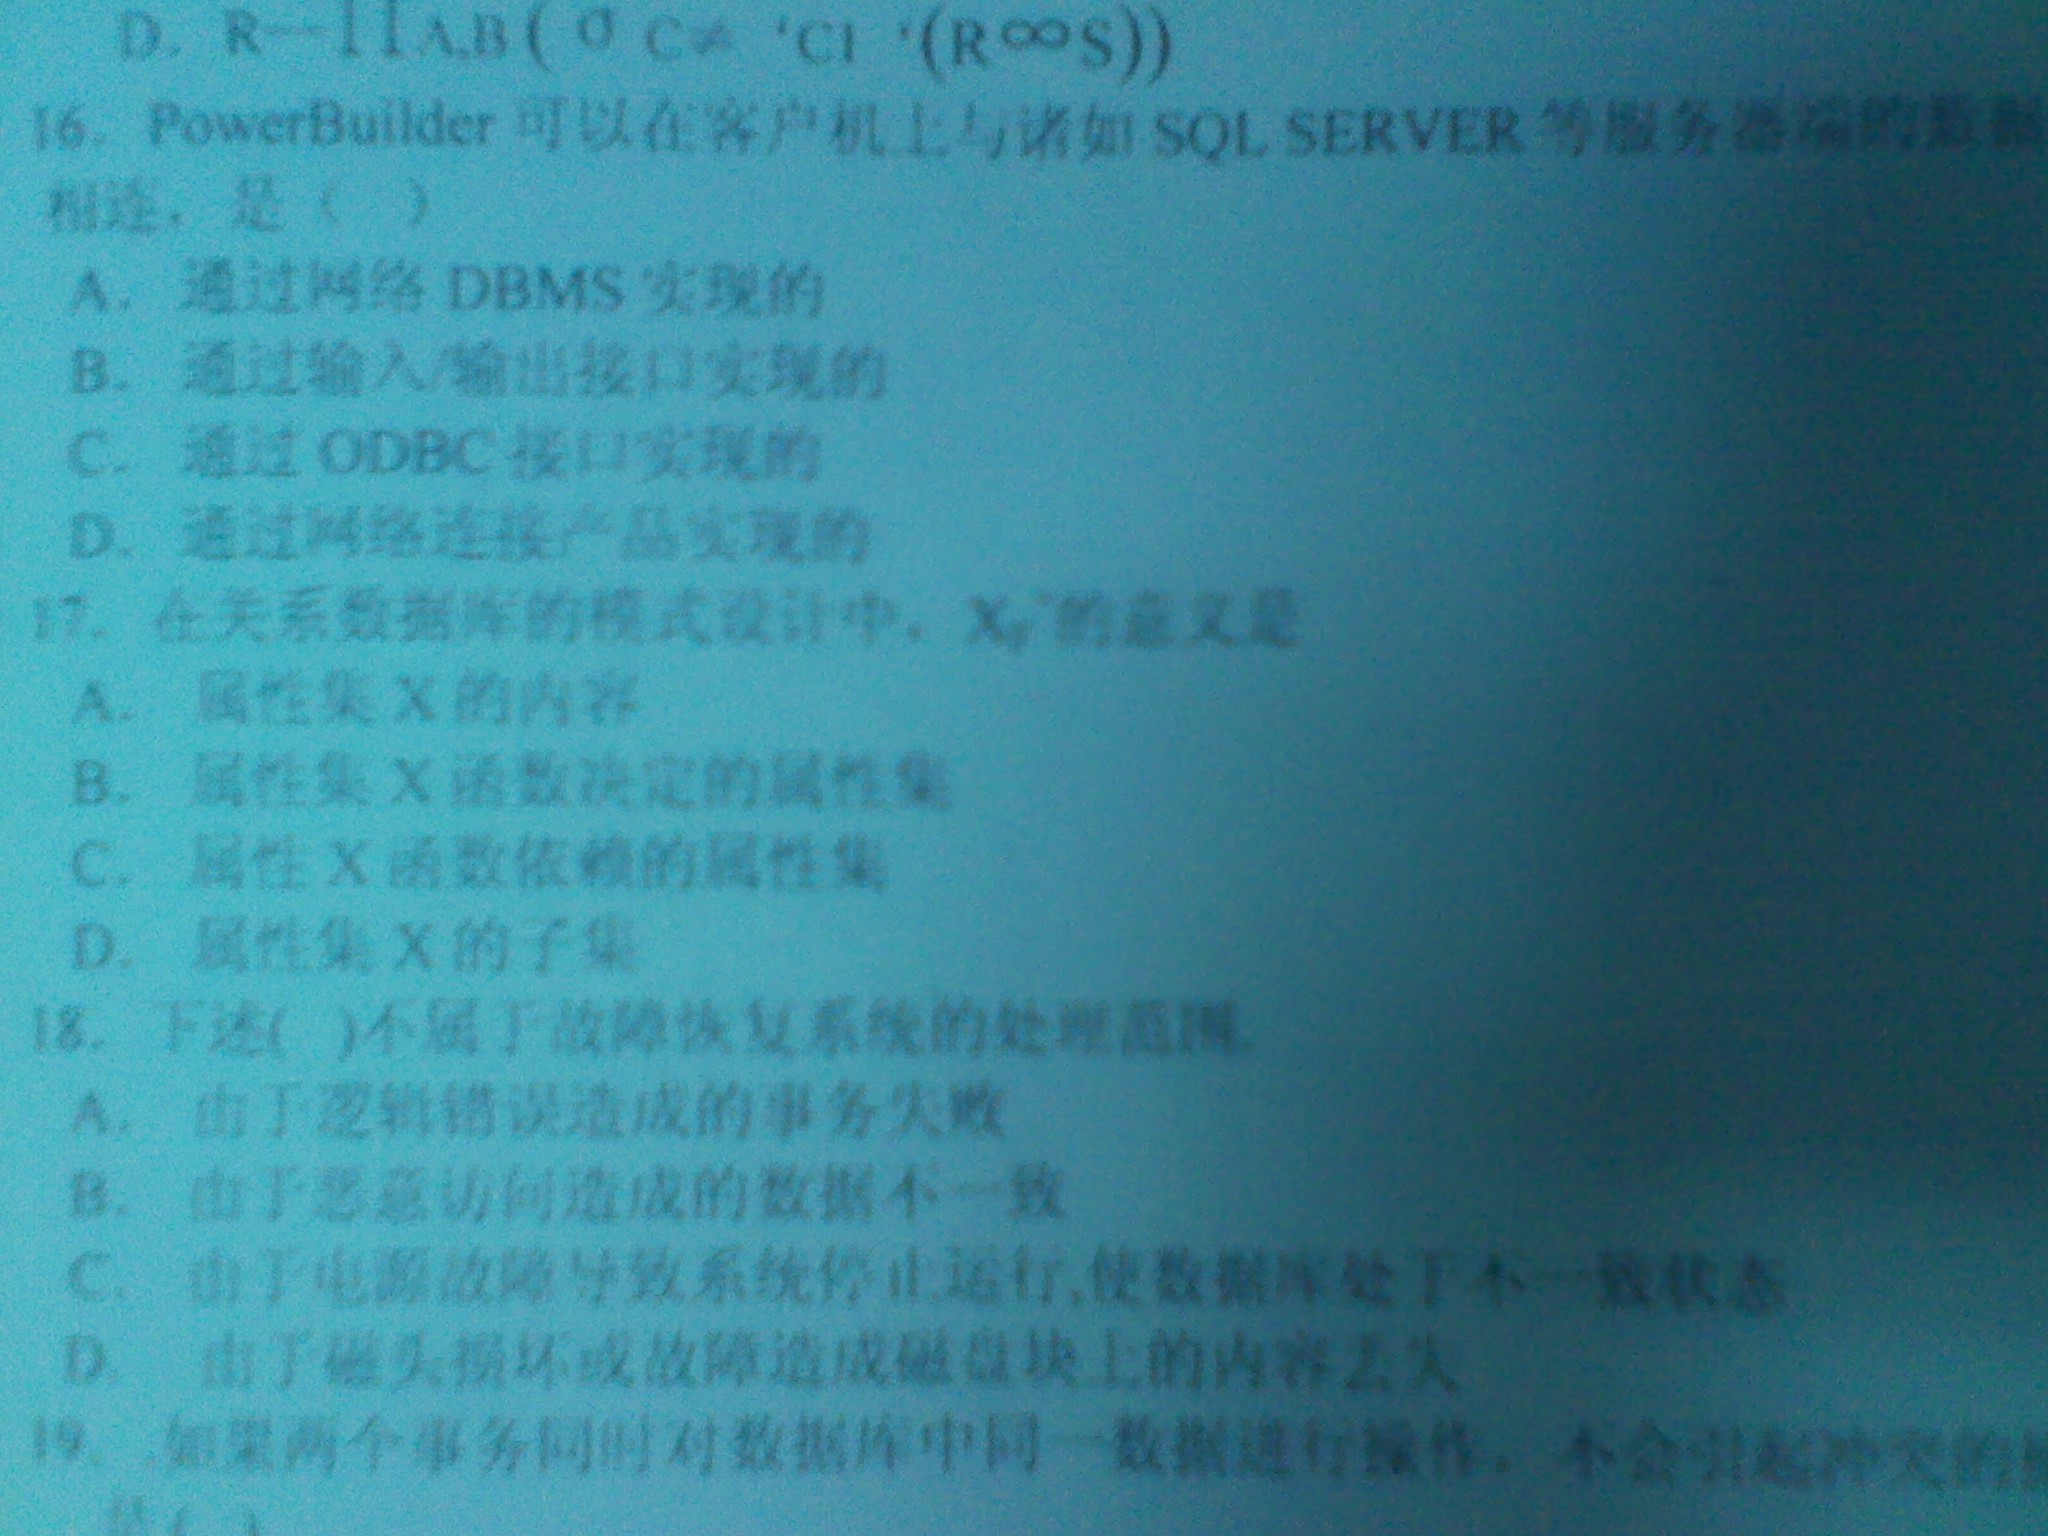 D. R—∏A,B(σ C≠ 'C1'(R∞S))
16. PowerBuilder 可以在客户机上与诸如 SQL SERVER 等服务器端的数据
相连，是（ ）
A. 通过网络 DBMS 实现的
B. 通过输入/输出接口实现的
C. 通过 ODBC 接口实现的
D. 通过网络连接产品实现的
17. 在关系数据库的模式设计中，X_F⁺的意义是
A. 属性集 X 的内容
B. 属性集 X 函数决定的属性集
C. 属性 X 函数依赖的属性集
D. 属性集 X 的子集
18. 下述( )不属于故障恢复系统的处理范围.
A. 由于逻辑错误造成的事务失败
B. 由于恶意访问造成的数据不一致
C. 由于电源故障导致系统停止运行,使数据库处于不一致状态
D. 由于磁头损坏或故障造成磁盘块上的内容丢失
19. 如果两个事务同时对数据库中同一数据进行操作，不会引起冲突的
是( )